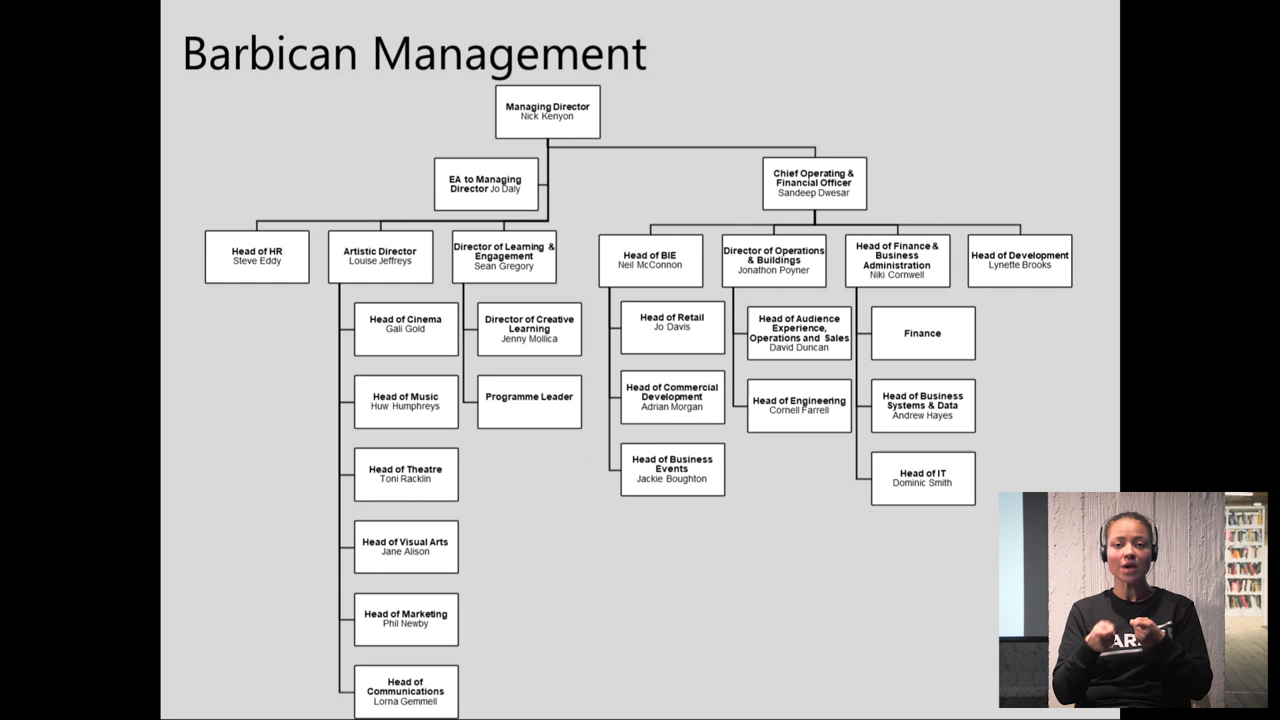 Barbican Management
Managing Director
Nick Kenyon
EA to Managing
Director Jo Daly
Chief Operating &
Financial Officer
Sandeep Dwesar
Head of HR
Steve Eddy
Artistic Director
Louise Jeffreys
Director of Learning &
Engagement
Sean Gregory
Head of BIE
Neil McConnon
Director of Operations
& Buildings
Jonathon Poyner
Head of Finance &
Business
Administration
Niki Cornwell
Head of Development
Lynette Brooks
Head of Cinema
Gali Gold
Head of Music
Huw Humphreys
Head of Theatre
Toni Racklin
Head of Visual Arts
Jane Alison
Head of Marketing
Phil Newby
Head of
Communications
Lorna Gemmell
Director of Creative
Learning
Jenny Mollica
Programme Leader
Head of Retail
Jo Davis
Head of Commercial
Development
Adrian Morgan
Head of Business
Events
Jackie Boughton
Head of Audience
Experience,
Operations and Sales
David Duncan
Head of Engineering
Cornell Farrell
Finance
Head of Business
Systems & Data
Andrew Hayes
Head of IT
Dominic Smith